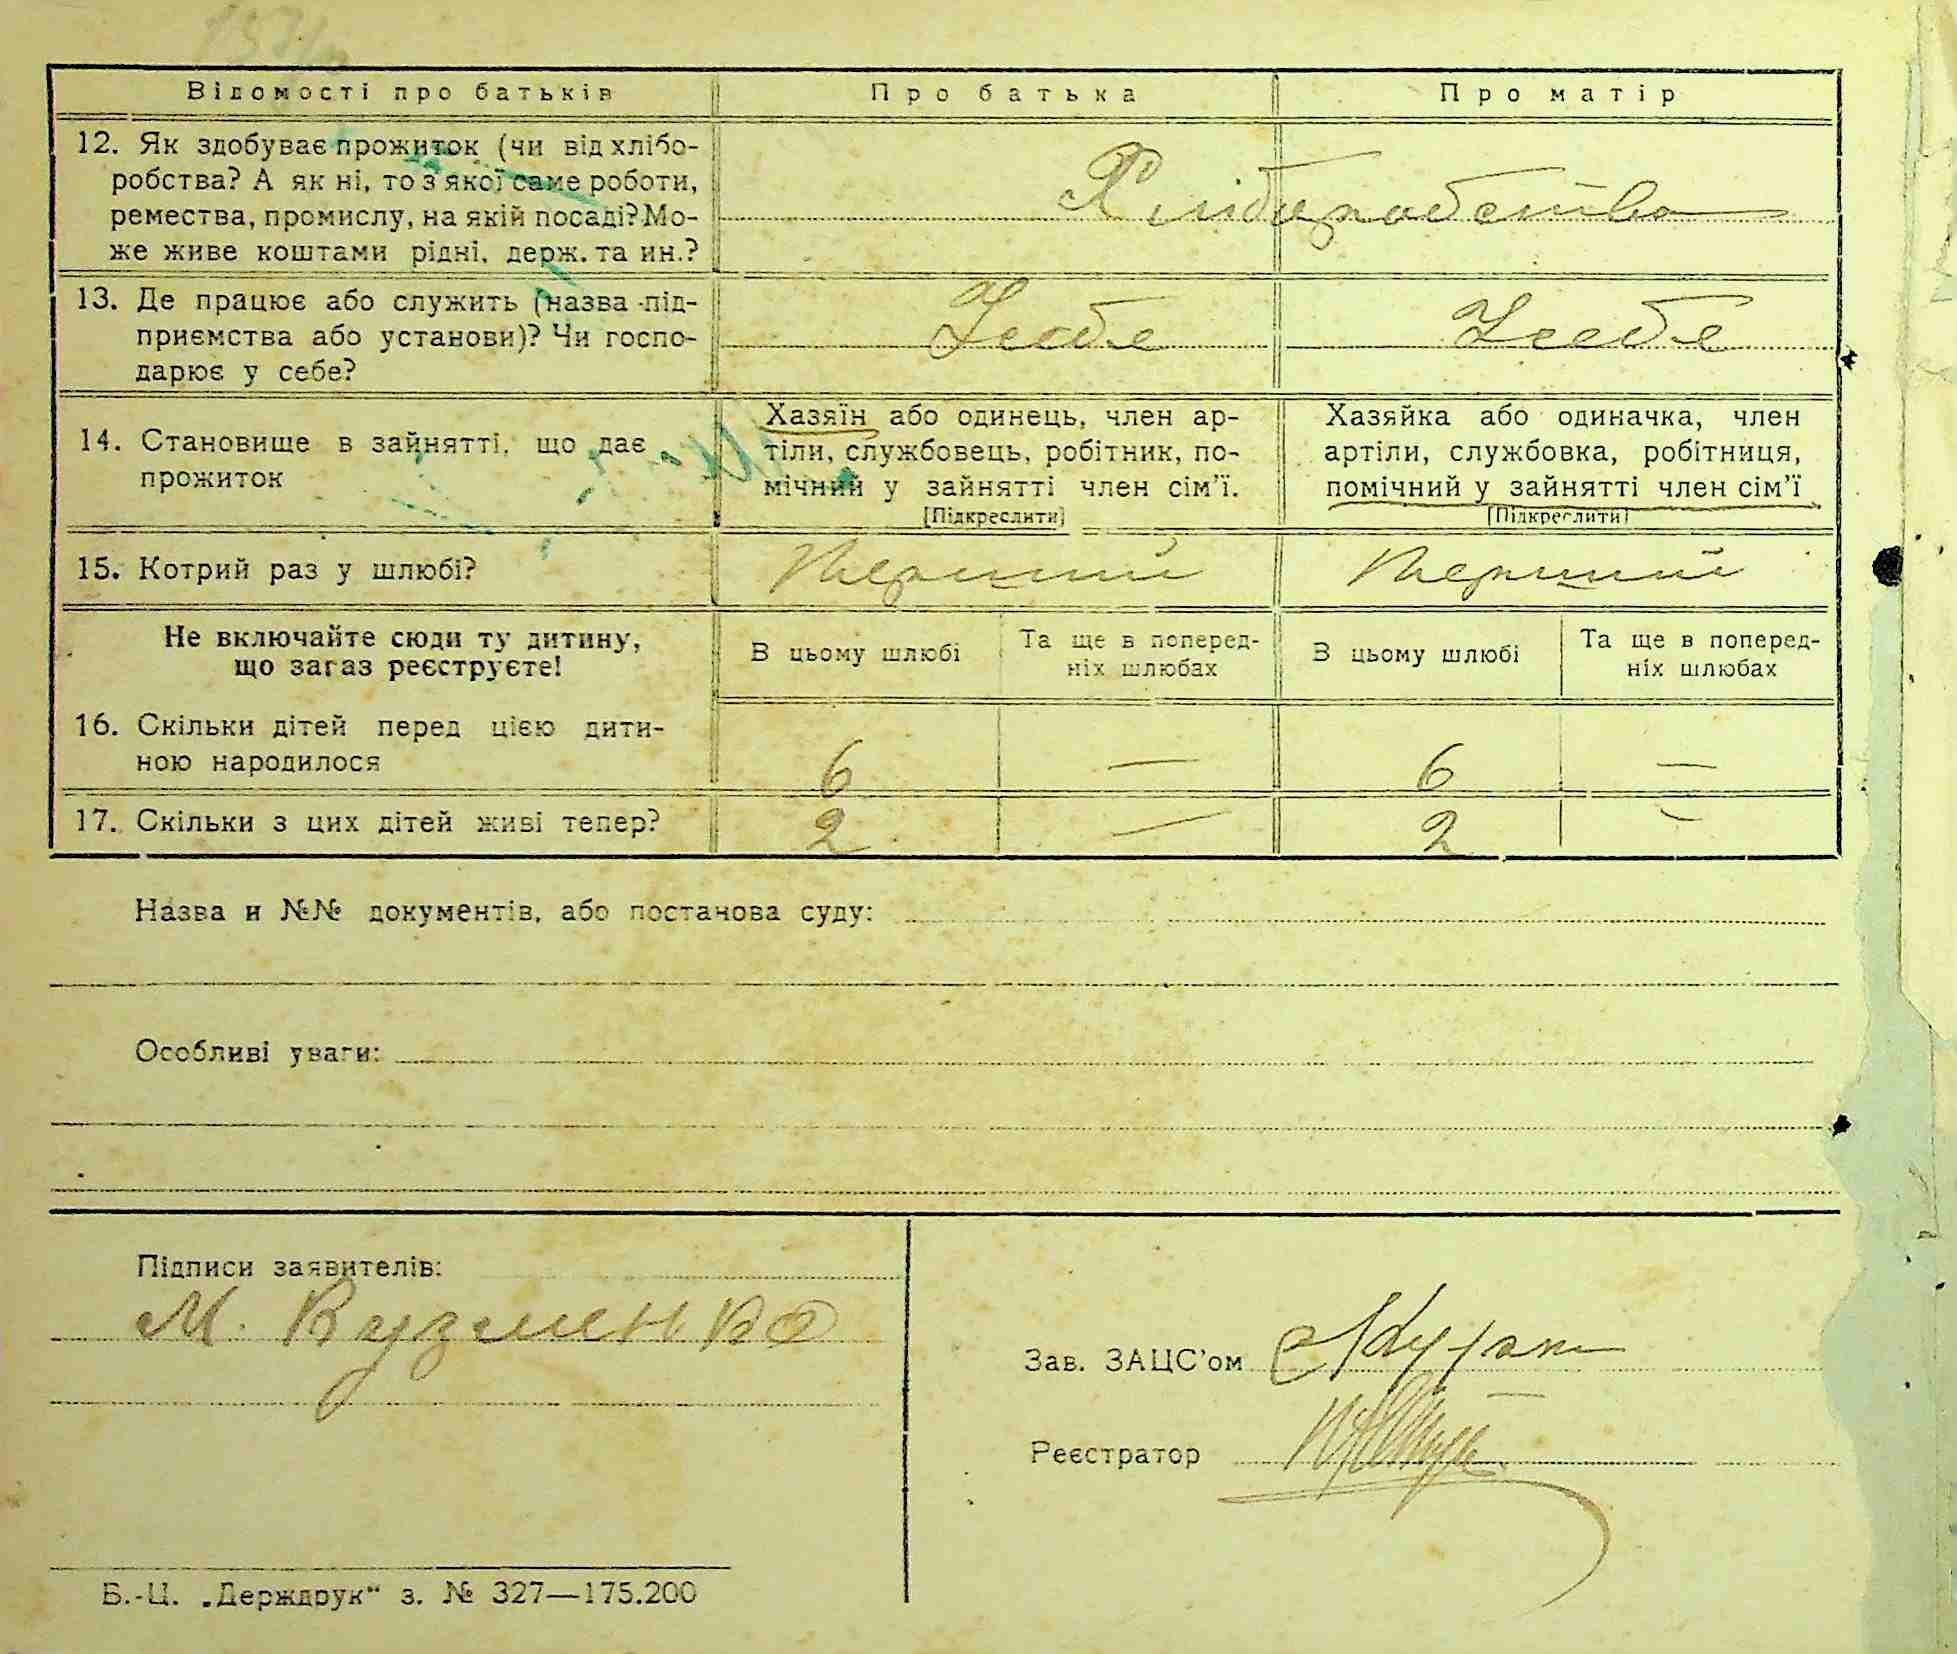 Відомості про батьків
Про батька
Про матір
12. Як здобуває прожиток (чи від хлібо-
робства? А як ні, то з якої саме роботи,
ремества, промислу, на якій посаді? Мо-
же живе коштами рідні, держ. та ин.?
Хліборобство
13. Де працює або служить (назва під-
приємства або установи)? Чи госпо-
дарює у себе?
У себе
У себе
14. Становище в зайнятті, що дає
прожиток
Хазяїн або одинець, член ар-
тіли, службовець, робітник, по-
мічний у зайнятті член сім'ї.
[Підкреслити]
Хазяйка або одиначка, член
артіли, службовка, робітниця,
помічний у зайнятті член сім'ї
[Підкреслити]
15. Котрий раз у шлюбі?
Перший
Перший
Не включайте сюди ту дитину,
що загаз реєструєте!
В цьому шлюбі
Та ще в поперед-
ніх шлюбах
В цьому шлюбі
Та ще в поперед-
ніх шлюбах
16. Скільки дітей перед цією дити-
ною народилося
6
—
6
—
17. Скільки з цих дітей живі тепер?
2
—
2
—
Назва и №№ документів, або постанова суду:
Особливі уваги:
Підписи заявителів:
М. Кузменко
Зав. ЗАЦС'ом
Реєстратор
Б.-Ц. „Держдрук“ з. № 327—175.200